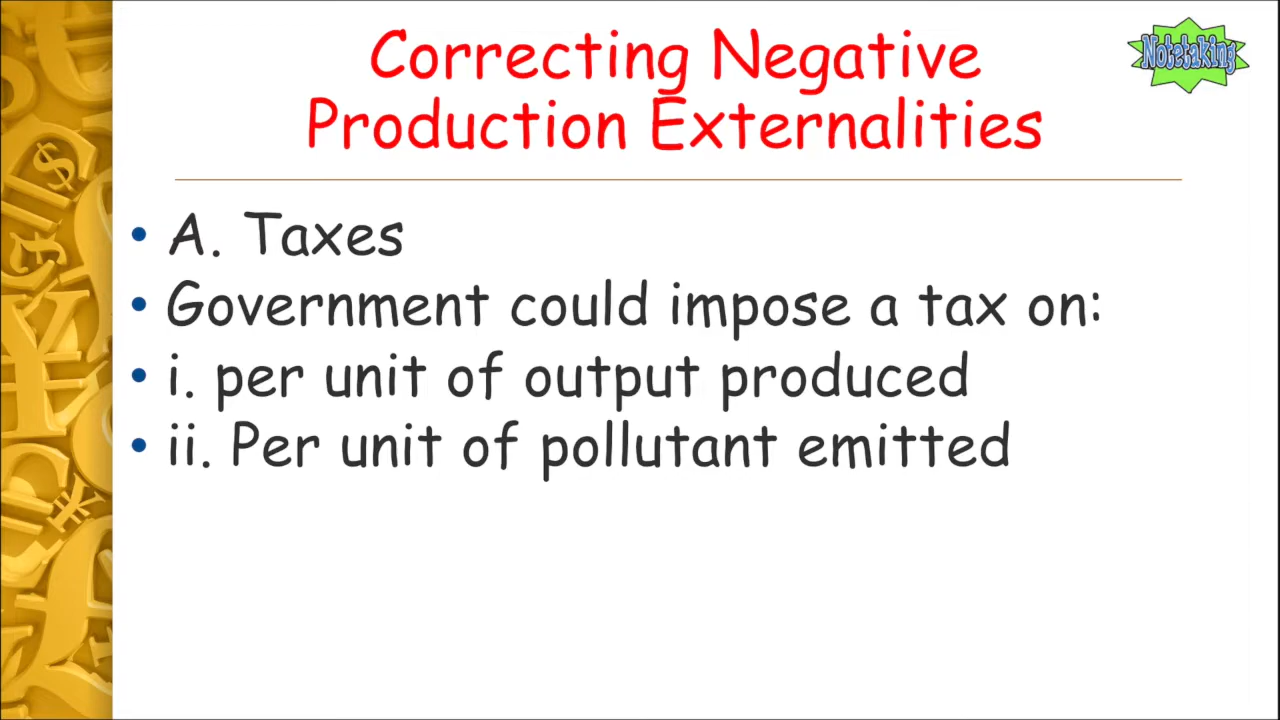 Correcting Negative
Production Externalities
Notetaking
• A. Taxes
• Government could impose a tax on:
• i. per unit of output produced
• ii. Per unit of pollutant emitted